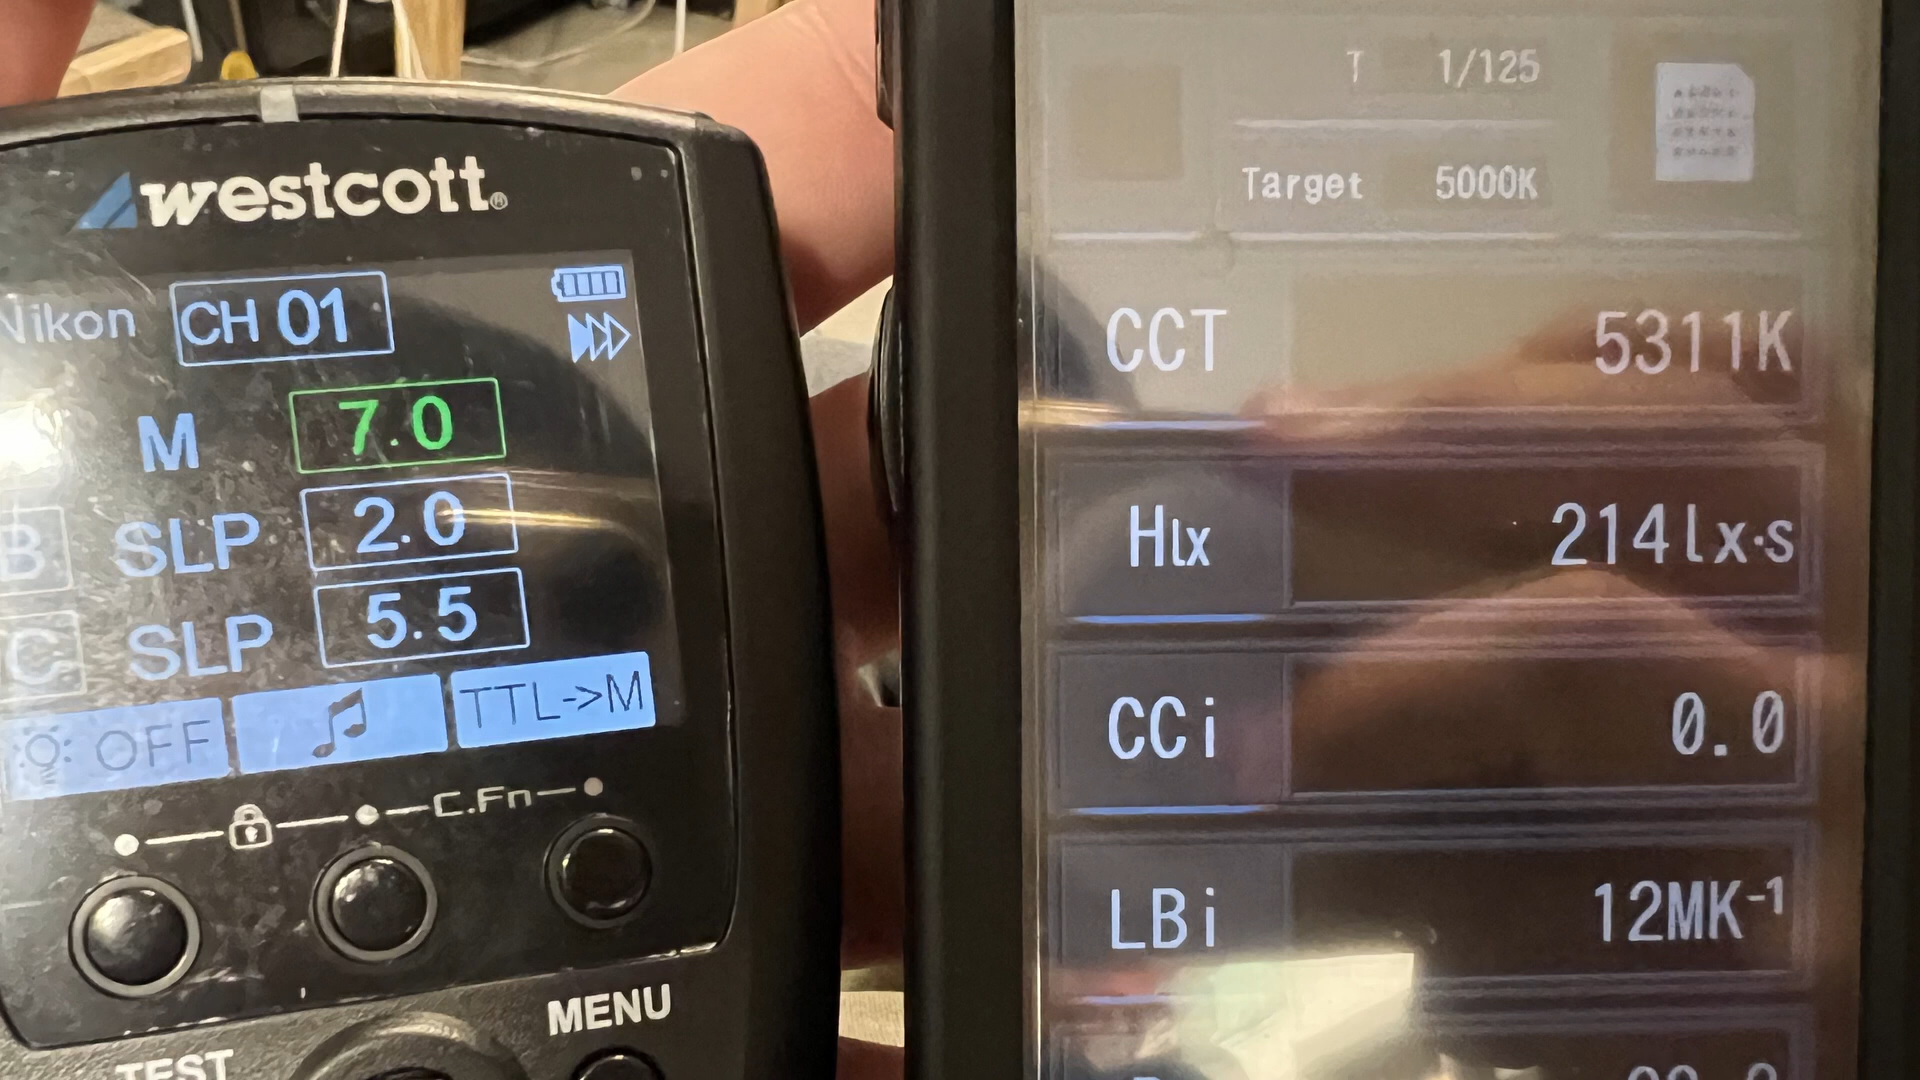 westcott®
Nikon CH 01
M 7.0
B SLP 2.0
C SLP 5.5
OFF TTL->M
C.Fn
MENU
TEST
T 1/125
Target 5000K
CCT 5311K
Hlx 214lx·s
CCi 0.0
LBi 12MK⁻¹